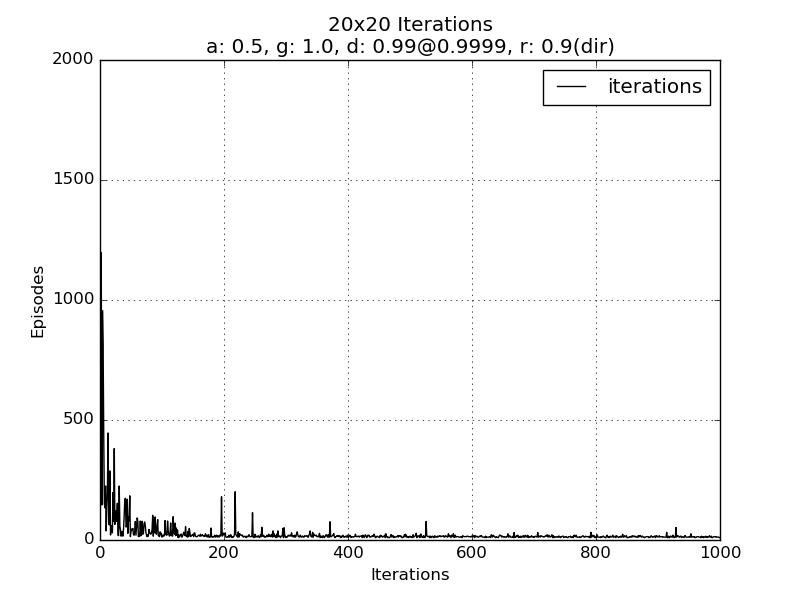 20x20 Iterations
a: 0.5, g: 1.0, d: 0.99@0.9999, r: 0.9(dir)
iterations
2000
1500
1000
500
0
Episodes
0 200 400 600 800 1000
Iterations